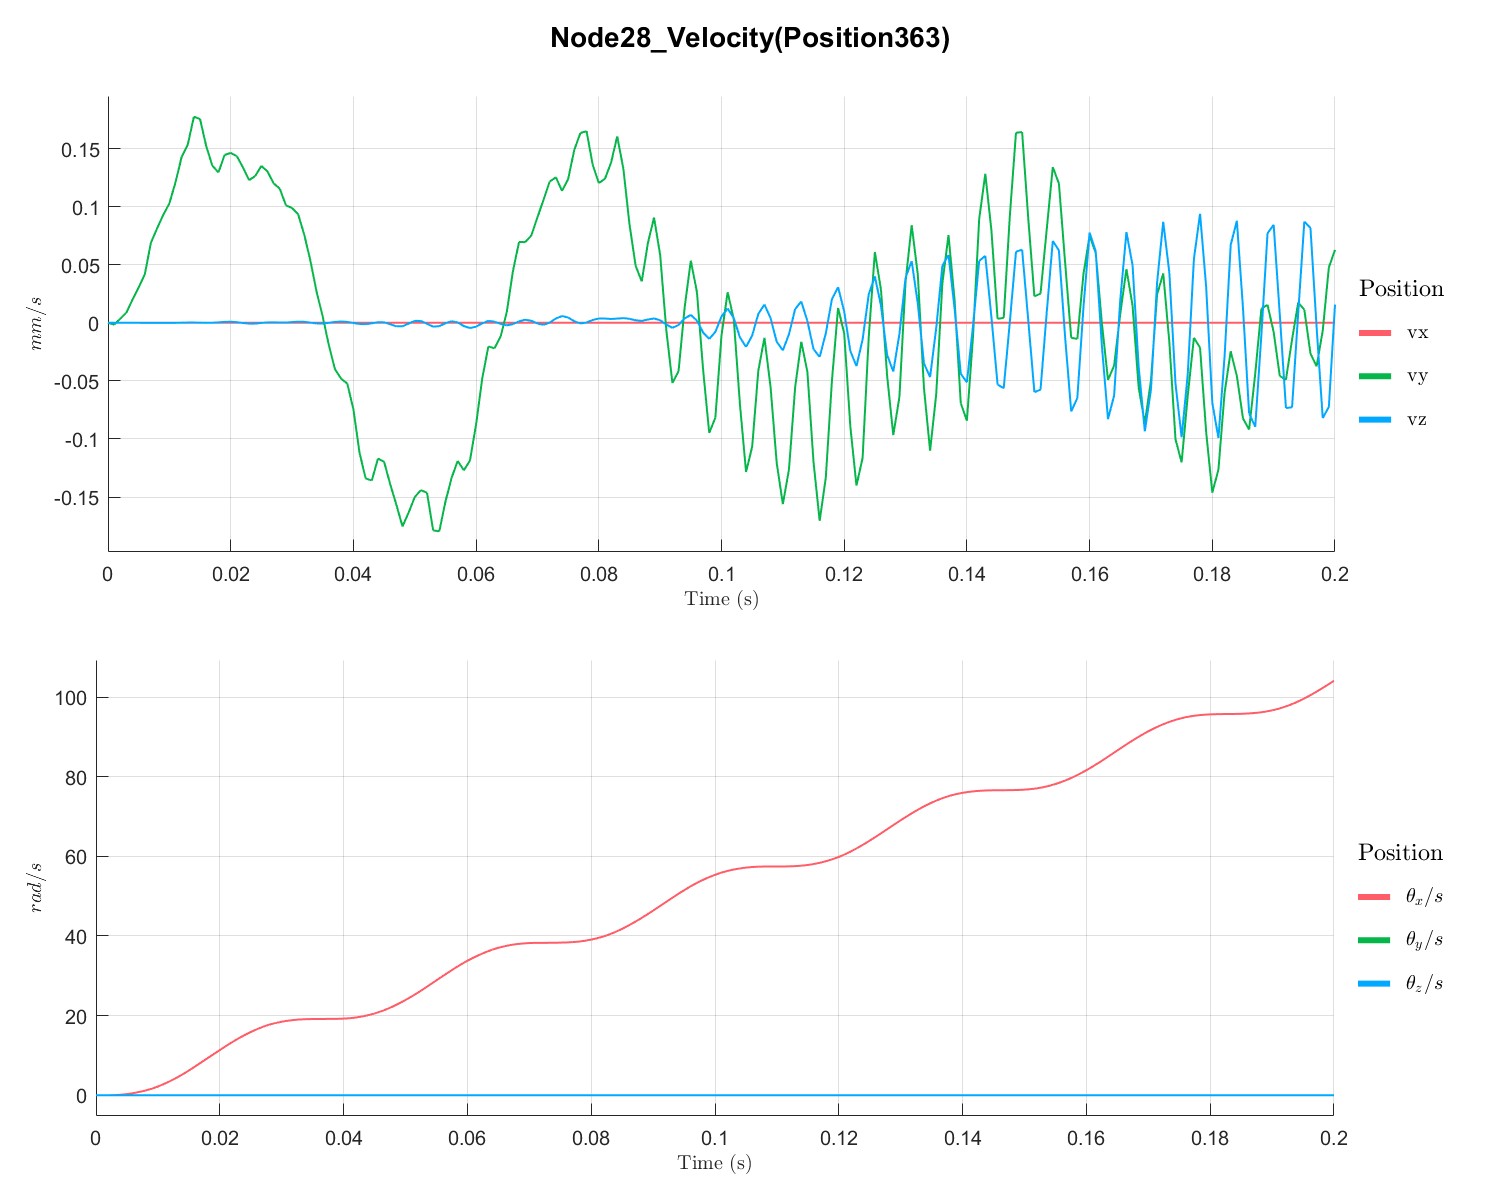 Node28_Velocity(Position363)
0.15
0.1
0.05
0
-0.05
-0.1
-0.15
mm/s
0 0.02 0.04 0.06 0.08 0.1 0.12 0.14 0.16 0.18 0.2
Time (s)
Position
vx
vy
vz
100
80
60
40
20
0
rad/s
0 0.02 0.04 0.06 0.08 0.1 0.12 0.14 0.16 0.18 0.2
Time (s)
Position
θx/s
θy/s
θz/s